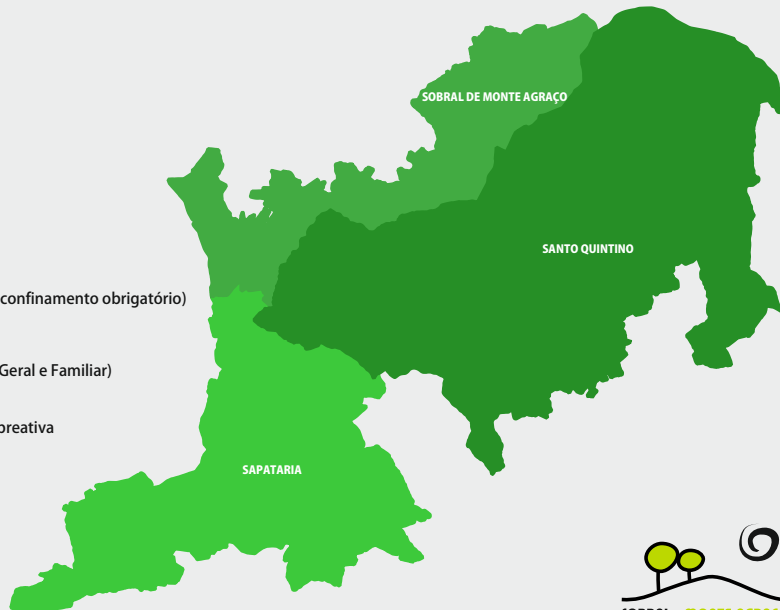 SOBRAL DE MONTE AGRAÇO
SANTO QUINTINO
confinamento obrigatório)
Geral e Familiar)
SAPATARIA